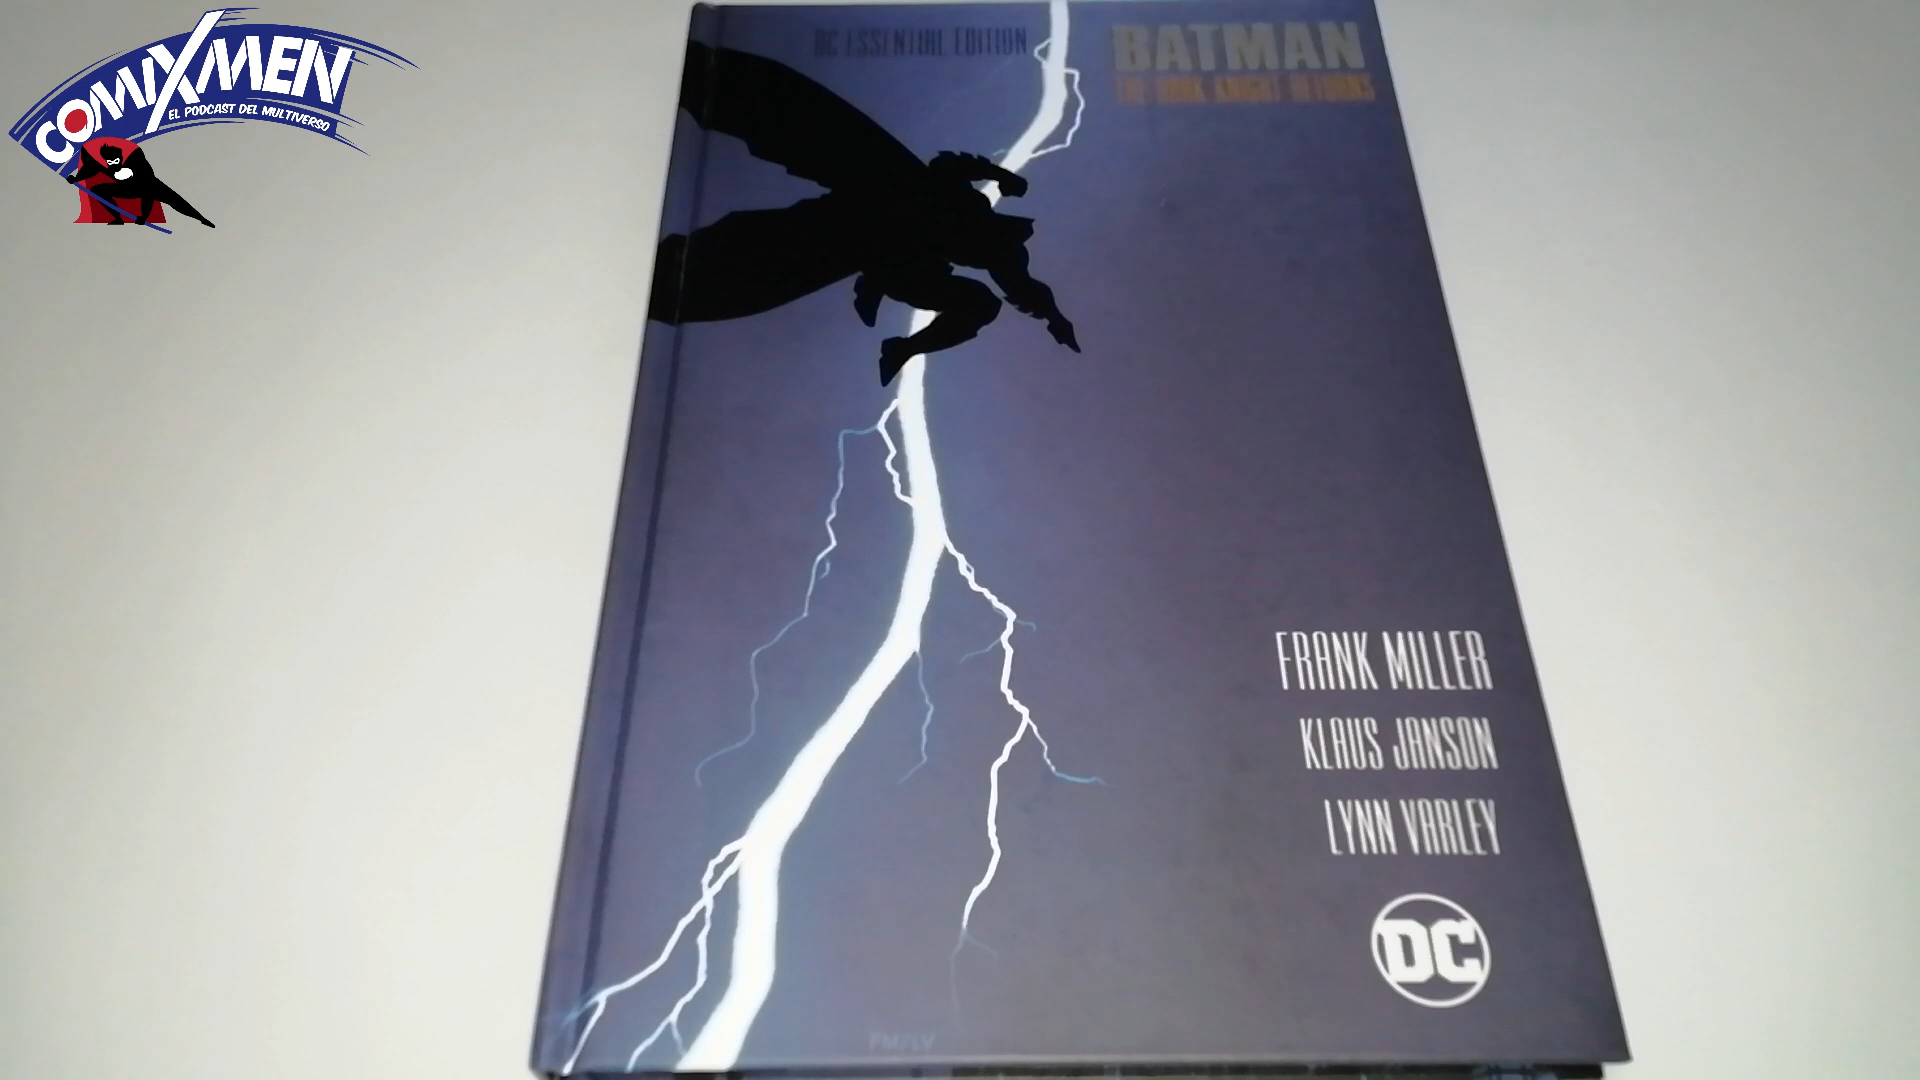 COMIXMEN
EL PODCAST DEL MULTIVERSO
DC ESSENTIAL EDITION
BATMAN
THE DARK KNIGHT RETURNS
FRANK MILLER
KLAUS JANSON
LYNN VARLEY
DC
FM/LV